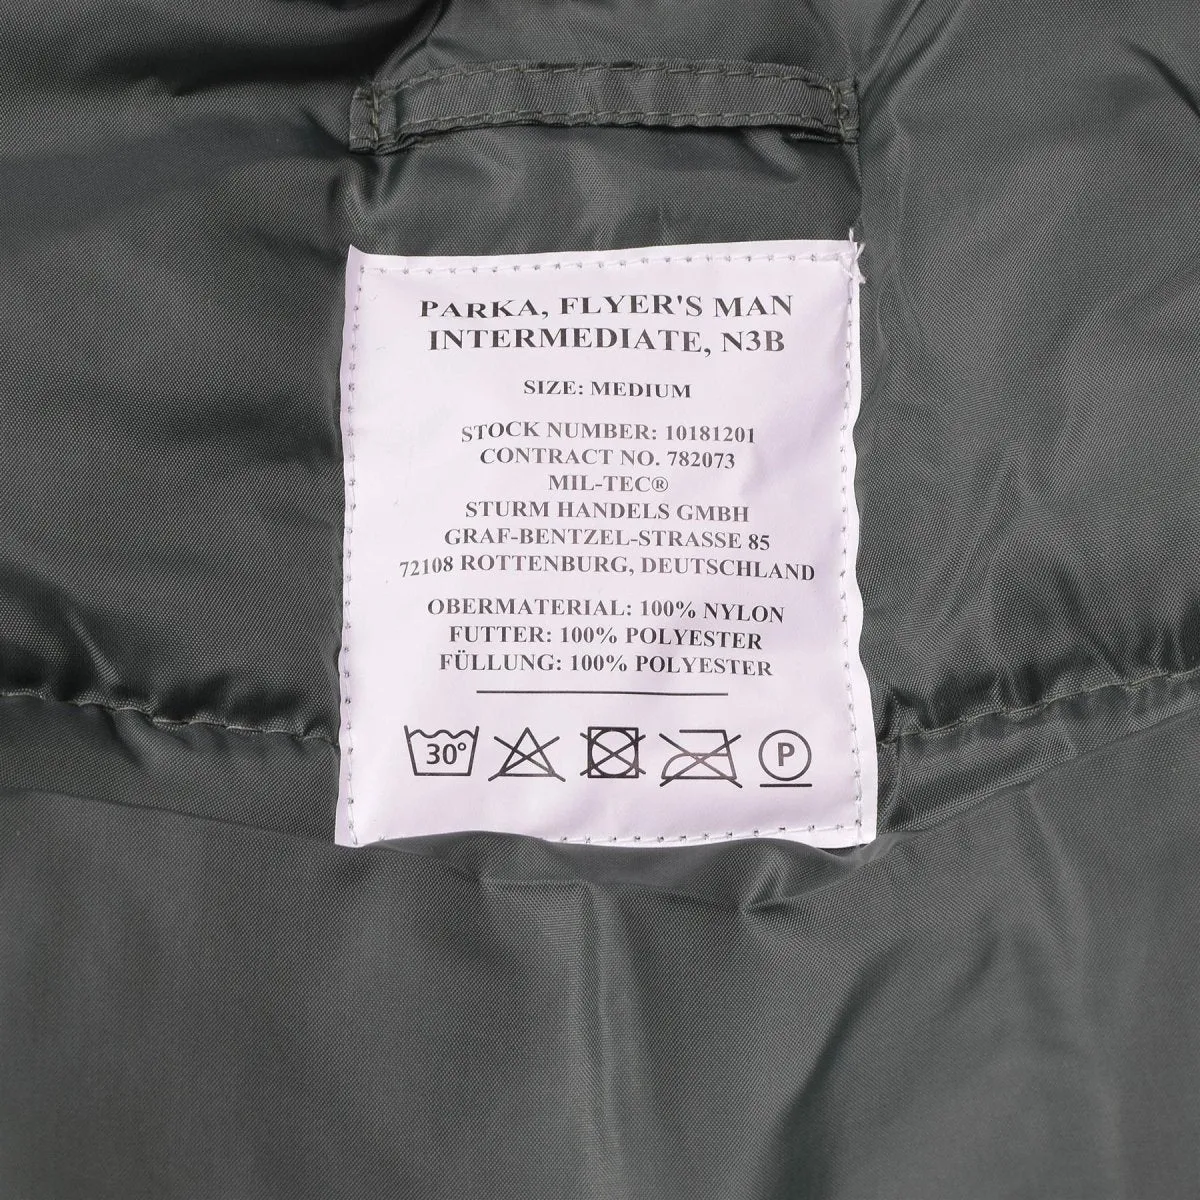 PARKA, FLYER'S MAN
INTERMEDIATE, N3B
SIZE: MEDIUM
STOCK NUMBER: 10181201
CONTRACT NO. 782073
MIL-TEC®
STURM HANDELS GMBH
GRAF-BENTZEL-STRASSE 85
72108 ROTTENBURG, DEUTSCHLAND
OBERMATERIAL: 100% NYLON
FUTTER: 100% POLYESTER
FÜLLUNG: 100% POLYESTER
30° P